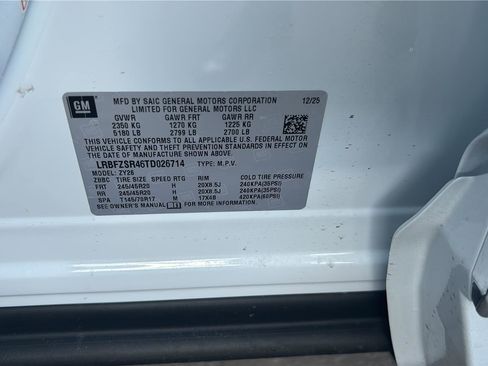 GM
MFD BY SAIC GENERAL MOTORS CORPORATION 12/25
LIMITED FOR GENERAL MOTORS LLC
GVWR GAWR FRT GAWR RR
2350 KG 1270 KG 1225 KG
5180 LB 2799 LB 2700 LB
THIS VEHICLE CONFORMS TO ALL APPLICABLE U.S. FEDERAL MOTOR
VEHICLE SAFETY, BUMPER, AND THEFT PREVENTION STANDARDS IN
EFFECT ON THE DATE OF MANUFACTURE SHOWN ABOVE.
LRBFZSR46TD026714 TYPE: M.P.V.
MODEL: ZY26
ZGBC TIRE SIZE SPEED RTG RIM COLD TIRE PRESSURE
FRT 245/45R20 H 20X8.5J 240KPA(35PSI)
RR 245/45R20 H 20X8.5J 240KPA(35PSI)
SPA T145/70R17 M 17X4B 420KPA(60PSI)
SEE OWNER'S MANUAL